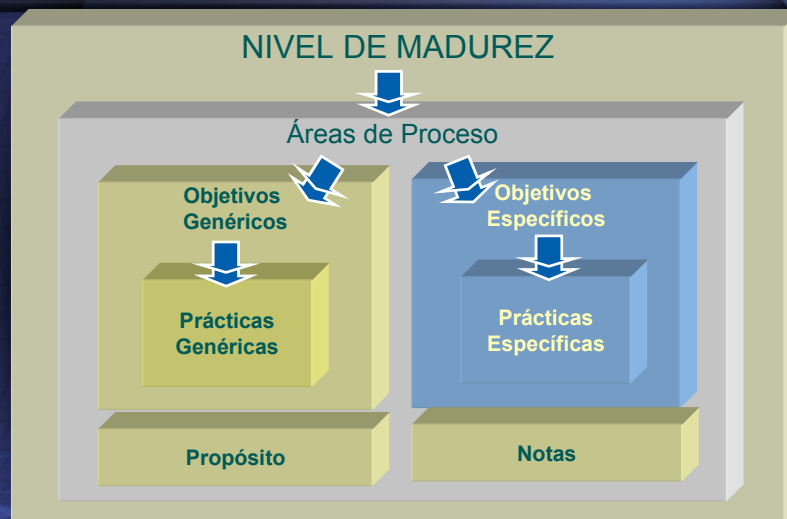 NIVEL DE MADUREZ
Áreas de Proceso
Objetivos
Genéricos
Prácticas
Genéricas
Objetivos
Específicos
Prácticas
Específicas
Propósito
Notas